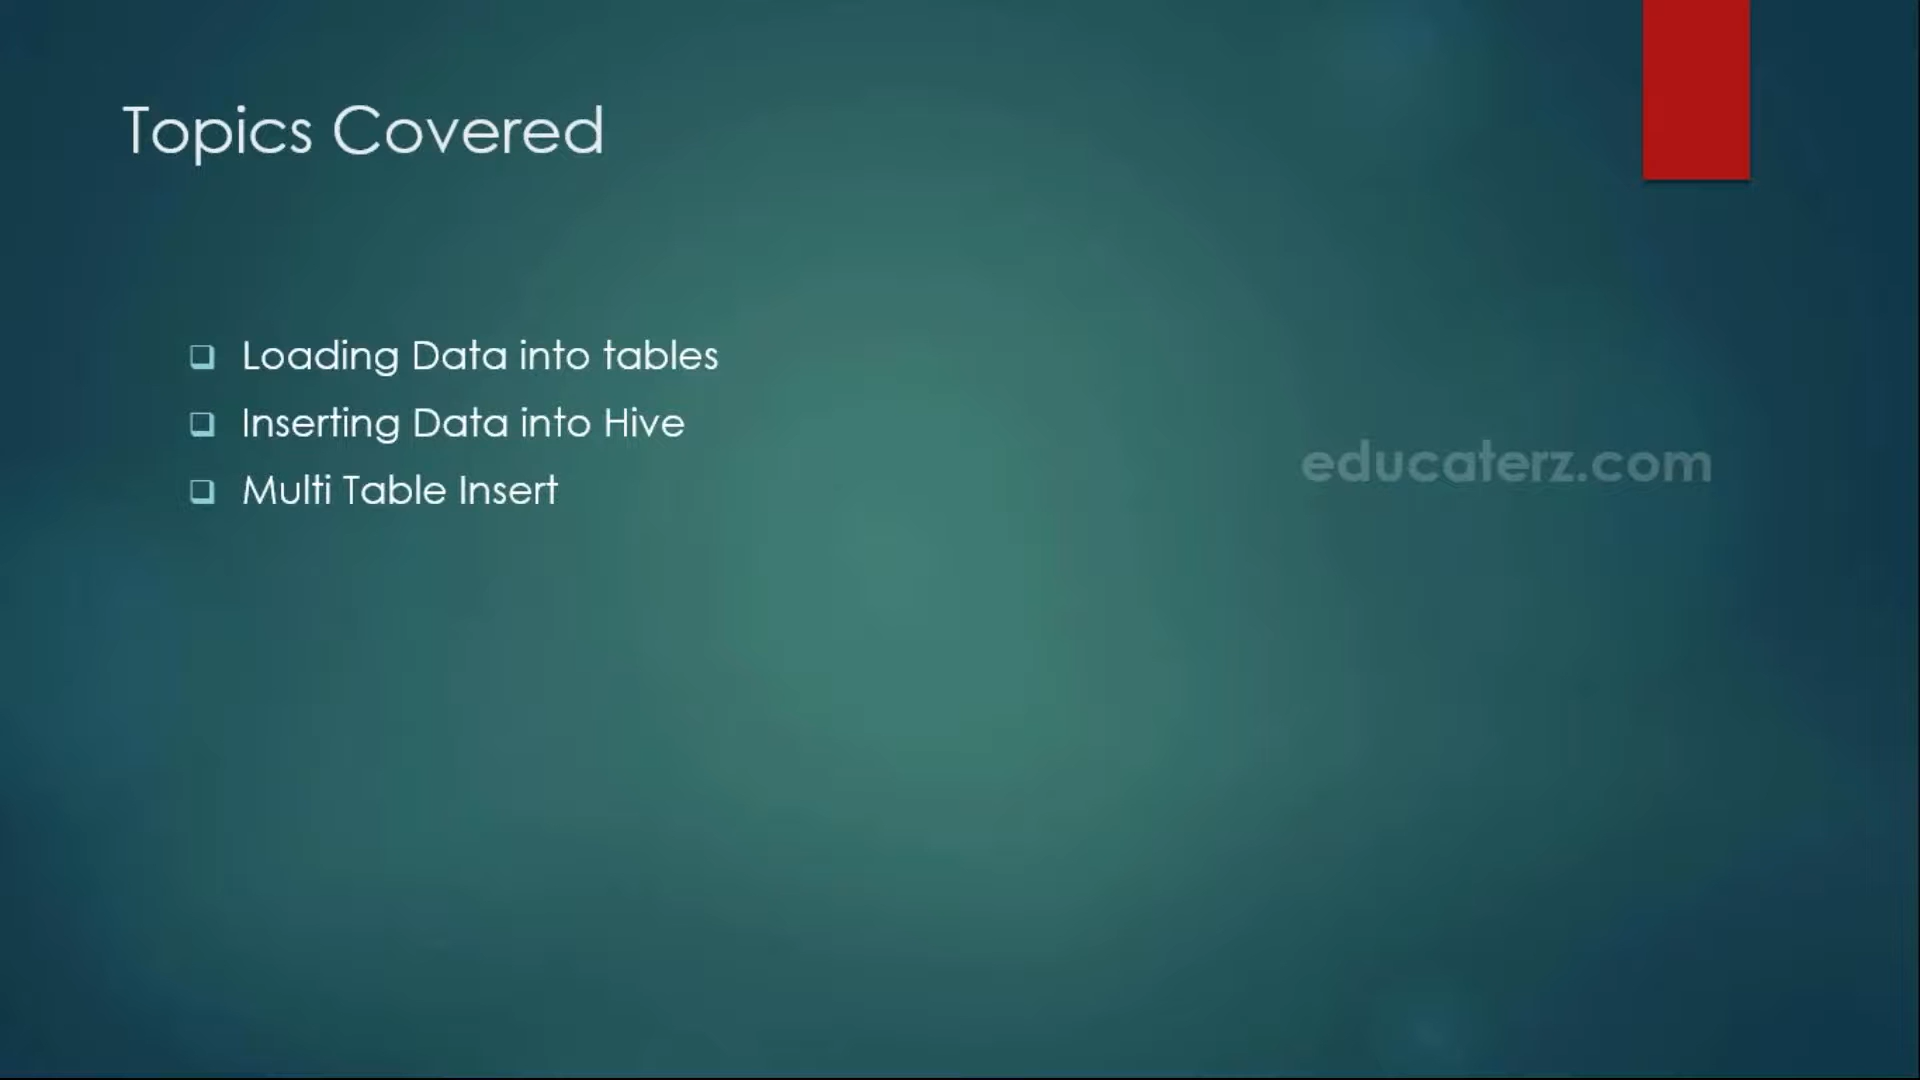 Topics Covered
Loading Data into tables
Inserting Data into Hive
educaterz.com
Multi Table Insert